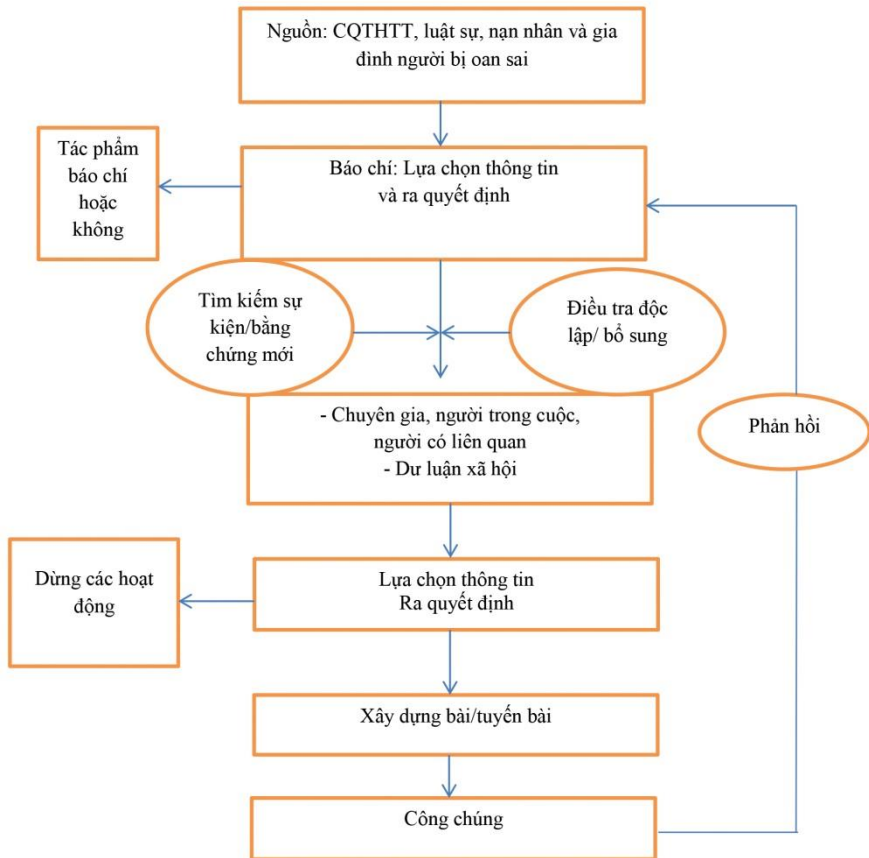 Nguồn: CQTHTT, luật sư, nạn nhân và gia
đình người bị oan sai
Tác phẩm
báo chí
hoặc
không
Báo chí: Lựa chọn thông tin
và ra quyết định
Tìm kiếm sự
kiện/bằng
chứng mới
Điều tra độc
lập/ bổ sung
- Chuyên gia, người trong cuộc,
người có liên quan
- Dư luận xã hội
Phản hồi
Dừng các hoạt
động
Lựa chọn thông tin
Ra quyết định
Xây dựng bài/tuyến bài
Công chúng